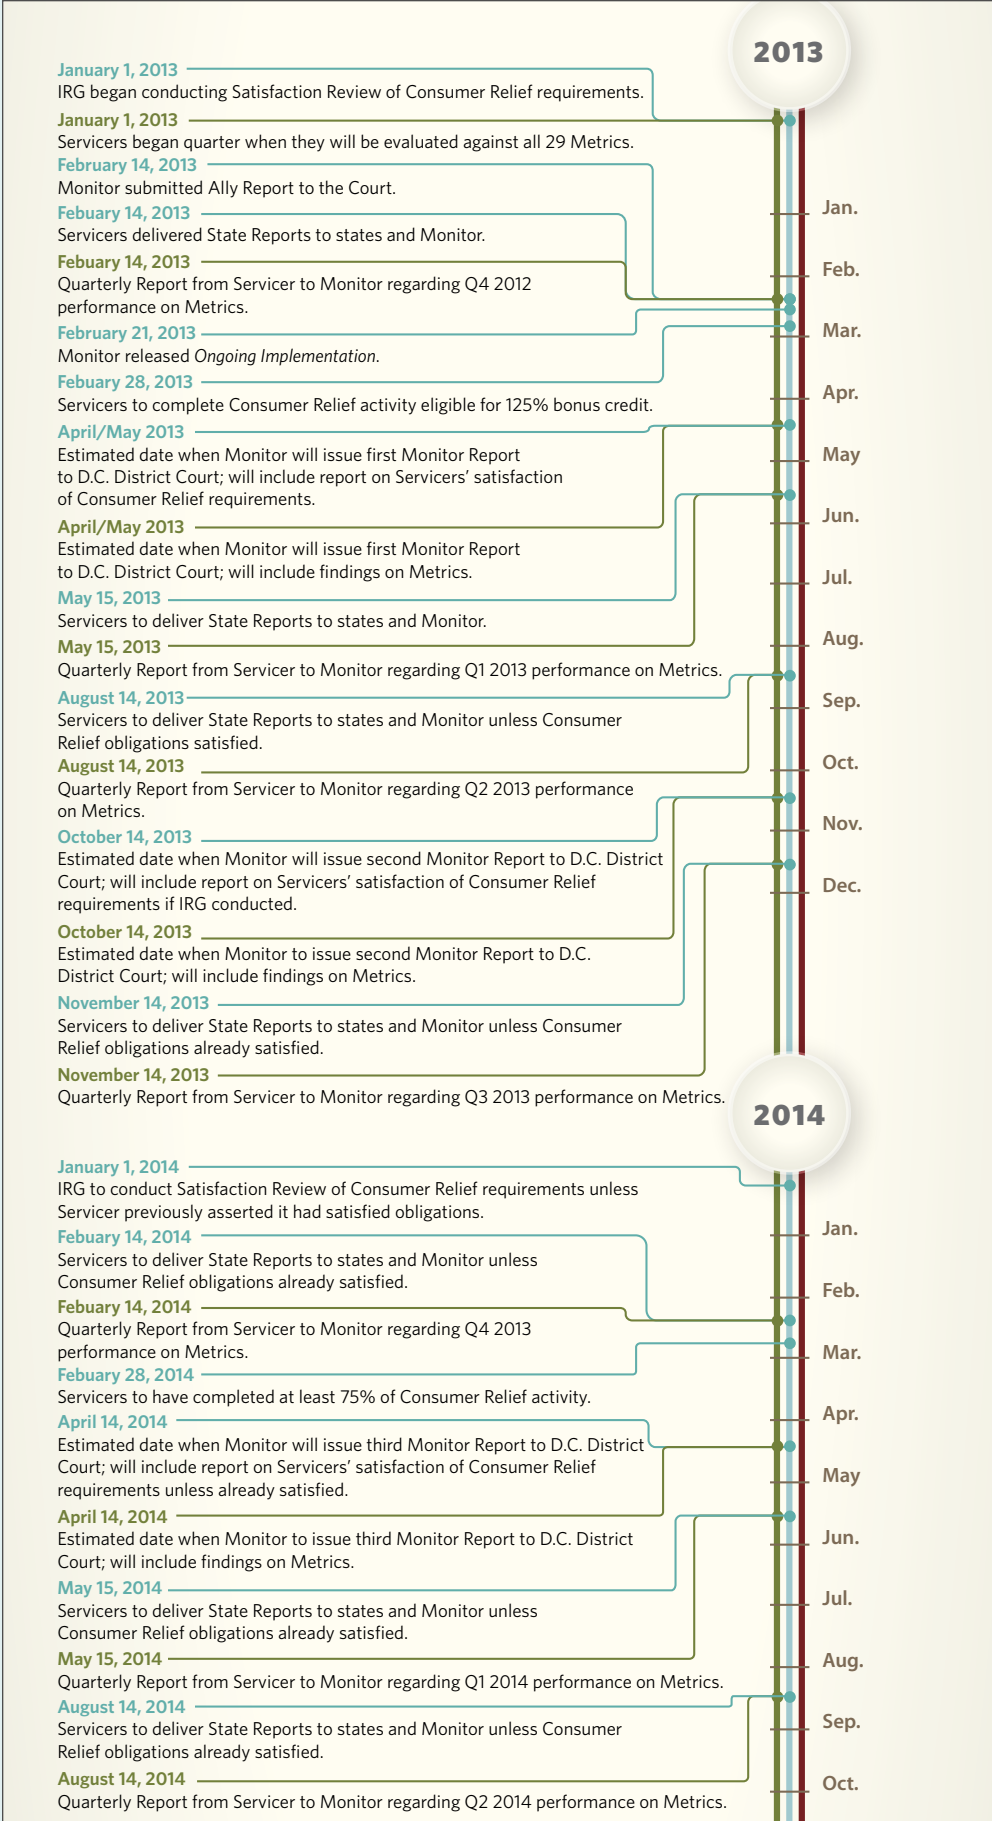 2013
January 1, 2013
IRG began conducting Satisfaction Review of Consumer Relief requirements.
January 1, 2013
Servicers began quarter when they will be evaluated against all 29 Metrics.
February 14, 2013
Monitor submitted Ally Report to the Court.
Febuary 14, 2013
Servicers delivered State Reports to states and Monitor.
Febuary 14, 2013
Quarterly Report from Servicer to Monitor regarding Q4 2012
performance on Metrics.
February 21, 2013
Monitor released Ongoing Implementation.
Febuary 28, 2013
Servicers to complete Consumer Relief activity eligible for 125% bonus credit.
April/May 2013
Estimated date when Monitor will issue first Monitor Report
to D.C. District Court; will include report on Servicers’ satisfaction
of Consumer Relief requirements.
April/May 2013
Estimated date when Monitor will issue first Monitor Report
to D.C. District Court; will include findings on Metrics.
May 15, 2013
Servicers to deliver State Reports to states and Monitor.
May 15, 2013
Quarterly Report from Servicer to Monitor regarding Q1 2013 performance on Metrics.
August 14, 2013
Servicers to deliver State Reports to states and Monitor unless Consumer
Relief obligations satisfied.
August 14, 2013
Quarterly Report from Servicer to Monitor regarding Q2 2013 performance
on Metrics.
October 14, 2013
Estimated date when Monitor will issue second Monitor Report to D.C. District
Court; will include report on Servicers’ satisfaction of Consumer Relief
requirements if IRG conducted.
October 14, 2013
Estimated date when Monitor to issue second Monitor Report to D.C.
District Court; will include findings on Metrics.
November 14, 2013
Servicers to deliver State Reports to states and Monitor unless Consumer
Relief obligations already satisfied.
November 14, 2013
Quarterly Report from Servicer to Monitor regarding Q3 2013 performance on Metrics.
Jan.
Feb.
Mar.
Apr.
May
Jun.
Jul.
Aug.
Sep.
Oct.
Nov.
Dec.
2014
January 1, 2014
IRG to conduct Satisfaction Review of Consumer Relief requirements unless
Servicer previously asserted it had satisfied obligations.
Febuary 14, 2014
Servicers to deliver State Reports to states and Monitor unless
Consumer Relief obligations already satisfied.
Febuary 14, 2014
Quarterly Report from Servicer to Monitor regarding Q4 2013
performance on Metrics.
Febuary 28, 2014
Servicers to have completed at least 75% of Consumer Relief activity.
April 14, 2014
Estimated date when Monitor will issue third Monitor Report to D.C. District
Court; will include report on Servicers’ satisfaction of Consumer Relief
requirements unless already satisfied.
April 14, 2014
Estimated date when Monitor to issue third Monitor Report to D.C. District
Court; will include findings on Metrics.
May 15, 2014
Servicers to deliver State Reports to states and Monitor unless
Consumer Relief obligations already satisfied.
May 15, 2014
Quarterly Report from Servicer to Monitor regarding Q1 2014 performance on Metrics.
August 14, 2014
Servicers to deliver State Reports to states and Monitor unless Consumer
Relief obligations already satisfied.
August 14, 2014
Quarterly Report from Servicer to Monitor regarding Q2 2014 performance on Metrics.
Jan.
Feb.
Mar.
Apr.
May
Jun.
Jul.
Aug.
Sep.
Oct.